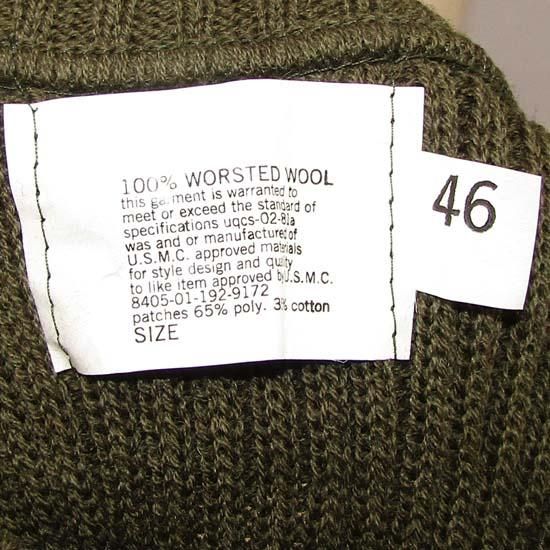 100% WORSTED WOOL
this garment is warranted to
meet or exceed the standard of
specifications uqcs-02-81a
was and or manufactured of
U.S.M.C. approved materials
for style design and quality
to like item approved by U.S.M.C.
8405-01-192-9172
patches 65% poly. 3% cotton
SIZE
46